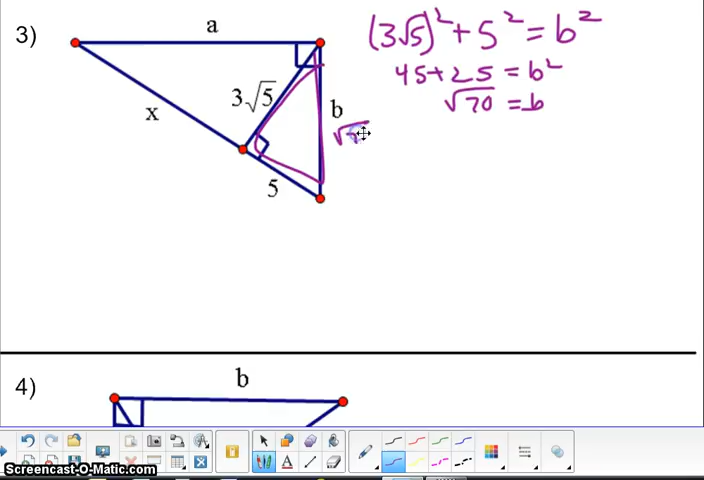 3)
a
(3√5)² + 5² = b²
45 + 25 = b²
√70 = b
3√5
b
x
5
4)
b
A
Screencast-O-Matic.com